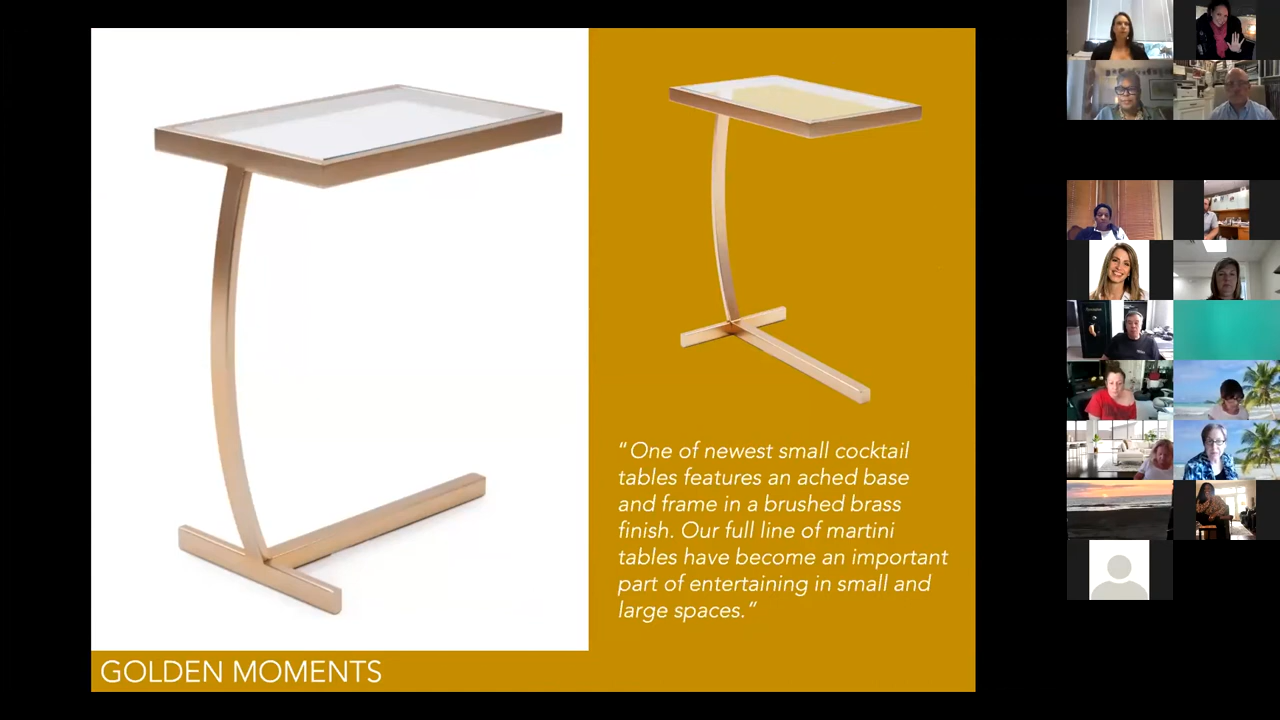 “One of newest small cocktail
tables features an ached base
and frame in a brushed brass
finish. Our full line of martini
tables have become an important
part of entertaining in small and
large spaces.“
GOLDEN MOMENTS